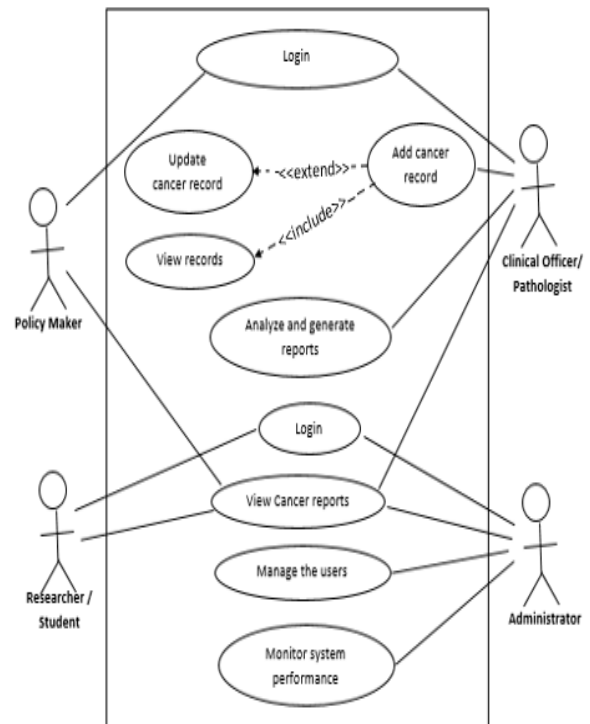 Login
Update
cancer record
<<extend>>
Add cancer
record
<<include>>
View records
Clinical Officer/
Pathologist
Policy Maker
Analyze and generate
reports
Login
View Cancer reports
Manage the users
Researcher /
Student
Administrator
Monitor system
performance